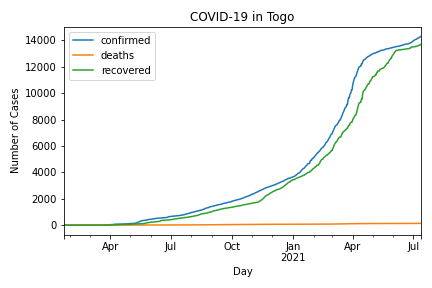 COVID-19 in Togo
confirmed
deaths
recovered
Number of Cases
14000
12000
10000
8000
6000
4000
2000
0
Apr
Jul
Oct
Jan
2021
Apr
Jul
Day